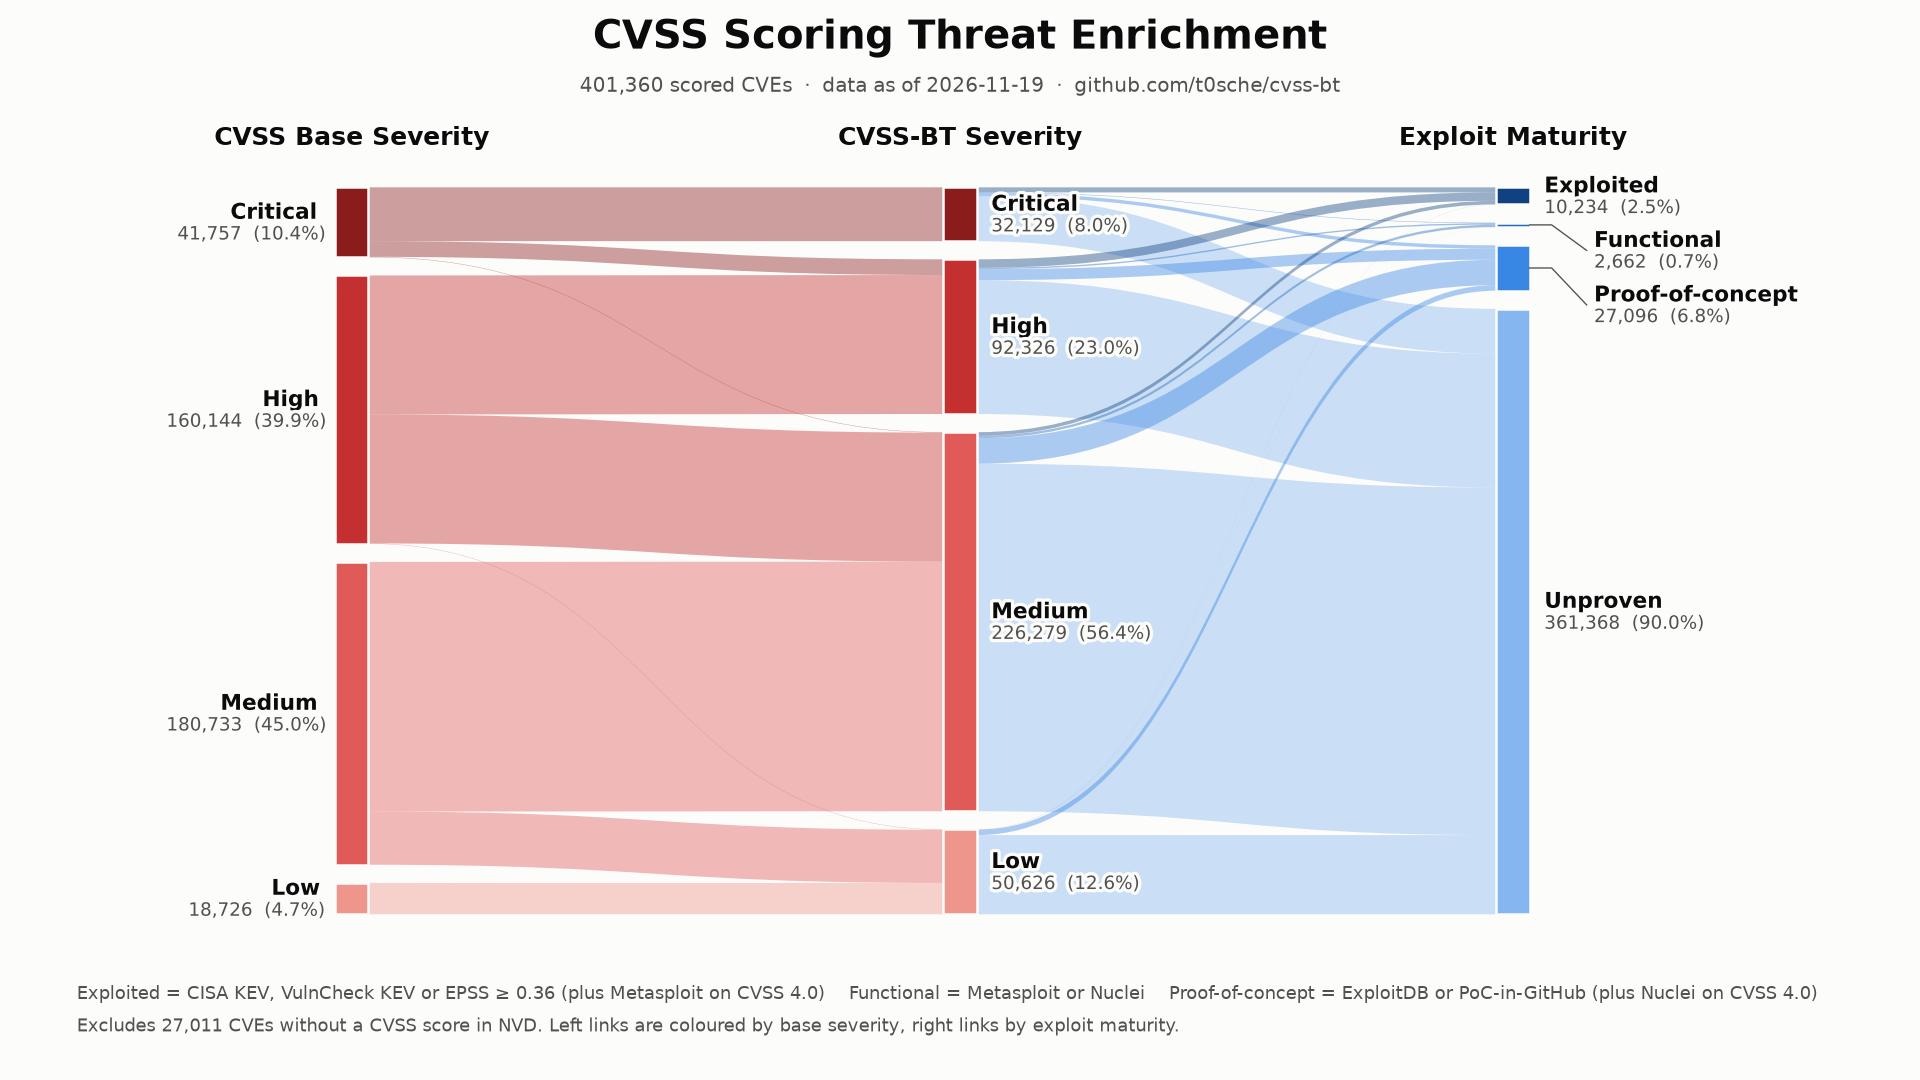 CVSS Scoring Threat Enrichment
401,360 scored CVEs · data as of 2026-11-19 · github.com/t0sche/cvss-bt
CVSS Base Severity
CVSS-BT Severity
Exploit Maturity
Critical
41,757 (10.4%)
High
160,144 (39.9%)
Medium
180,733 (45.0%)
Low
18,726 (4.7%)
Critical
32,129 (8.0%)
High
92,326 (23.0%)
Medium
226,279 (56.4%)
Low
50,626 (12.6%)
Exploited
10,234 (2.5%)
Functional
2,662 (0.7%)
Proof-of-concept
27,096 (6.8%)
Unproven
361,368 (90.0%)
Exploited = CISA KEV, VulnCheck KEV or EPSS ≥ 0.36 (plus Metasploit on CVSS 4.0) Functional = Metasploit or Nuclei Proof-of-concept = ExploitDB or PoC-in-GitHub (plus Nuclei on CVSS 4.0)
Excludes 27,011 CVEs without a CVSS score in NVD. Left links are coloured by base severity, right links by exploit maturity.